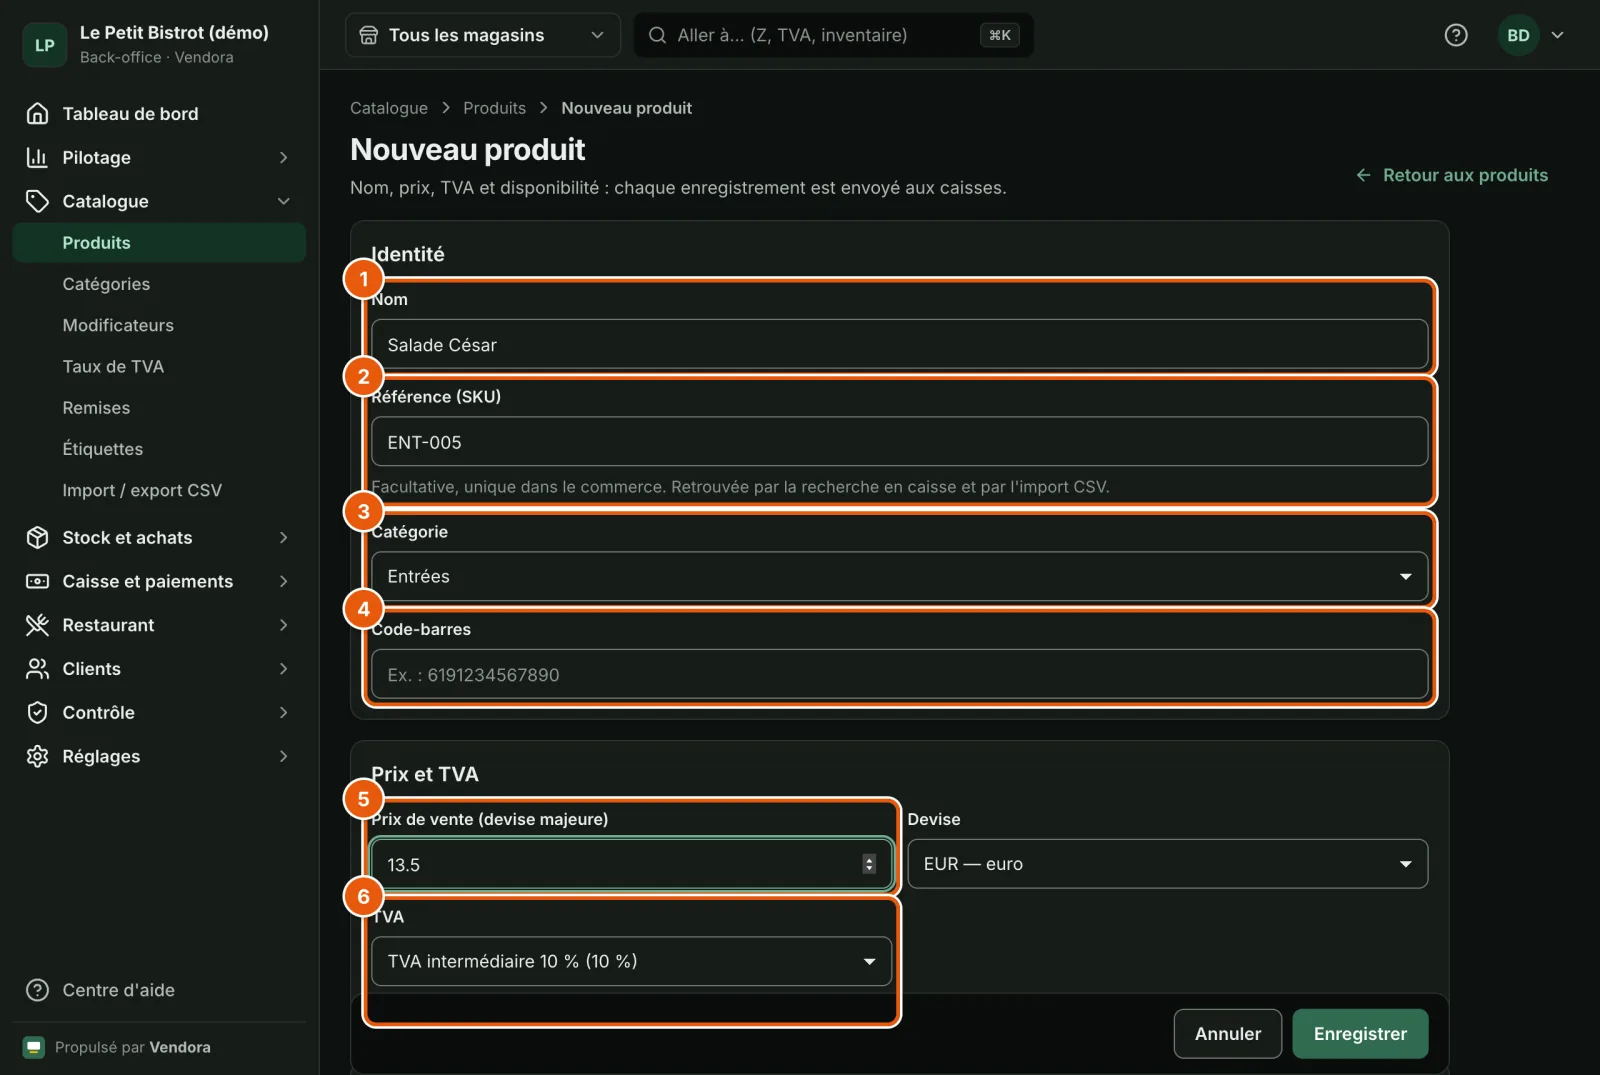 LP
Le Petit Bistrot (démo)
Back-office · Vendora
Tous les magasins
Aller à... (Z, TVA, inventaire)
⌘K
BD
Tableau de bord
Pilotage
Catalogue
Produits
Catégories
Modificateurs
Taux de TVA
Remises
Étiquettes
Import / export CSV
Stock et achats
Caisse et paiements
Restaurant
Clients
Contrôle
Réglages
Centre d'aide
Propulsé par Vendora
Catalogue > Produits > Nouveau produit
Nouveau produit
Nom, prix, TVA et disponibilité : chaque enregistrement est envoyé aux caisses.
← Retour aux produits
Identité
1
Nom
Salade César
2
Référence (SKU)
ENT-005
Facultative, unique dans le commerce. Retrouvée par la recherche en caisse et par l'import CSV.
3
Catégorie
Entrées
4
Code-barres
Ex. : 6191234567890
Prix et TVA
5
Prix de vente (devise majeure)
13.5
Devise
EUR — euro
6
TVA
TVA intermédiaire 10 % (10 %)
Annuler
Enregistrer